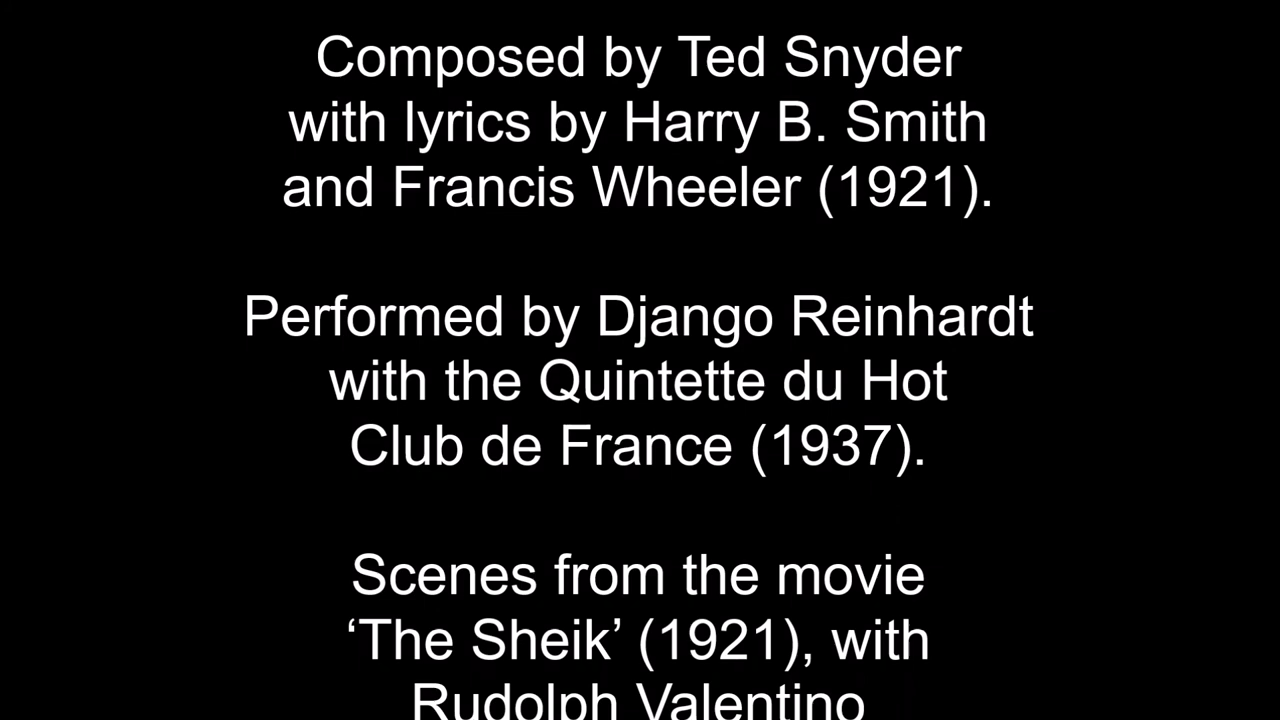 Composed by Ted Snyder
with lyrics by Harry B. Smith
and Francis Wheeler (1921).
Performed by Django Reinhardt
with the Quintette du Hot
Club de France (1937).
Scenes from the movie
‘The Sheik’ (1921), with
Rudolph Valentino